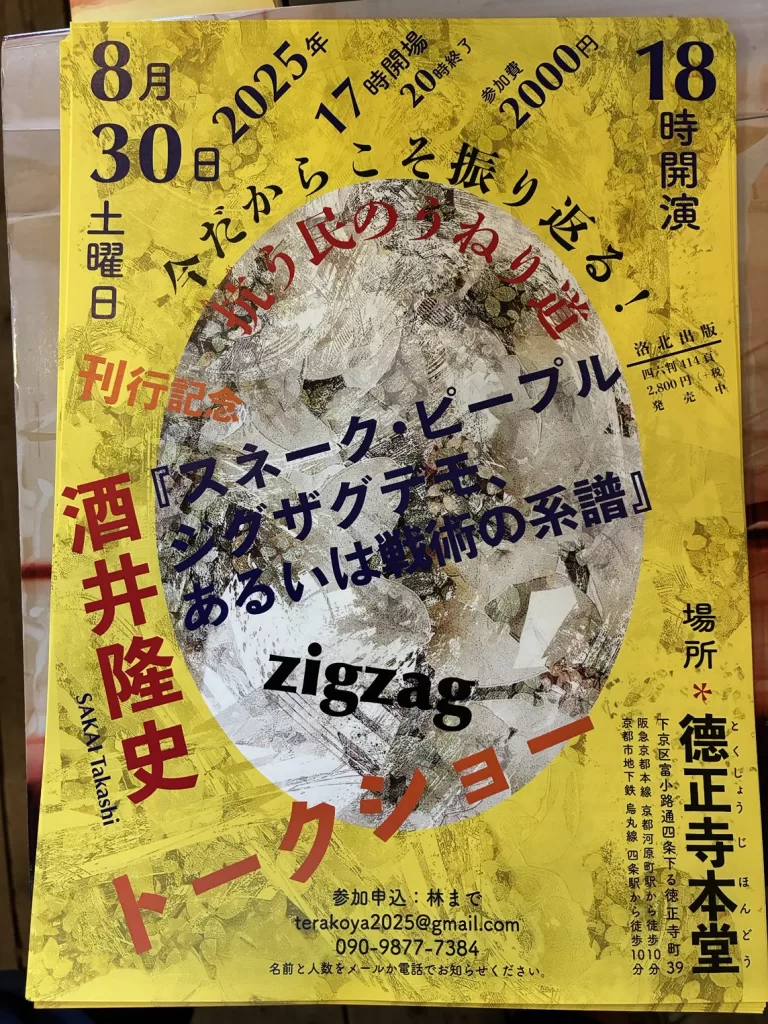 8月
30日
土曜日
2025年
17時開場
20時終了
参加費
2000円
18時開演
今だからこそ振り返る!
抗う民のうねり道
洛北出版
四六判414頁
2,800円(+税)
発売中
刊行記念
『スネーク・ピープル
ジグザグデモ、
あるいは戦術の系譜』
酒井隆史
SAKAI Takashi
zigzag
トークショー
場所*徳正寺本堂
とくしょうじほんどう
下京区富小路通四条下る徳正寺町39
阪急京都本線 京都河原町駅から徒歩10分
京都市地下鉄 烏丸線 四条駅から徒歩10分
参加申込:林まで
terakoya2025@gmail.com
090-9877-7384
名前と人数をメールか電話でお知らせください。